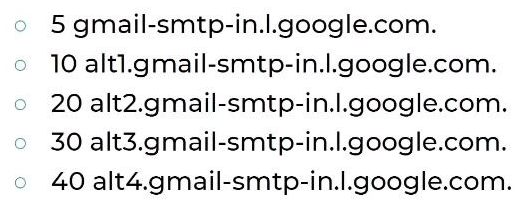 5 gmail-smtp-in.l.google.com.
10 alt1.gmail-smtp-in.l.google.com.
20 alt2.gmail-smtp-in.l.google.com.
30 alt3.gmail-smtp-in.l.google.com.
40 alt4.gmail-smtp-in.l.google.com.